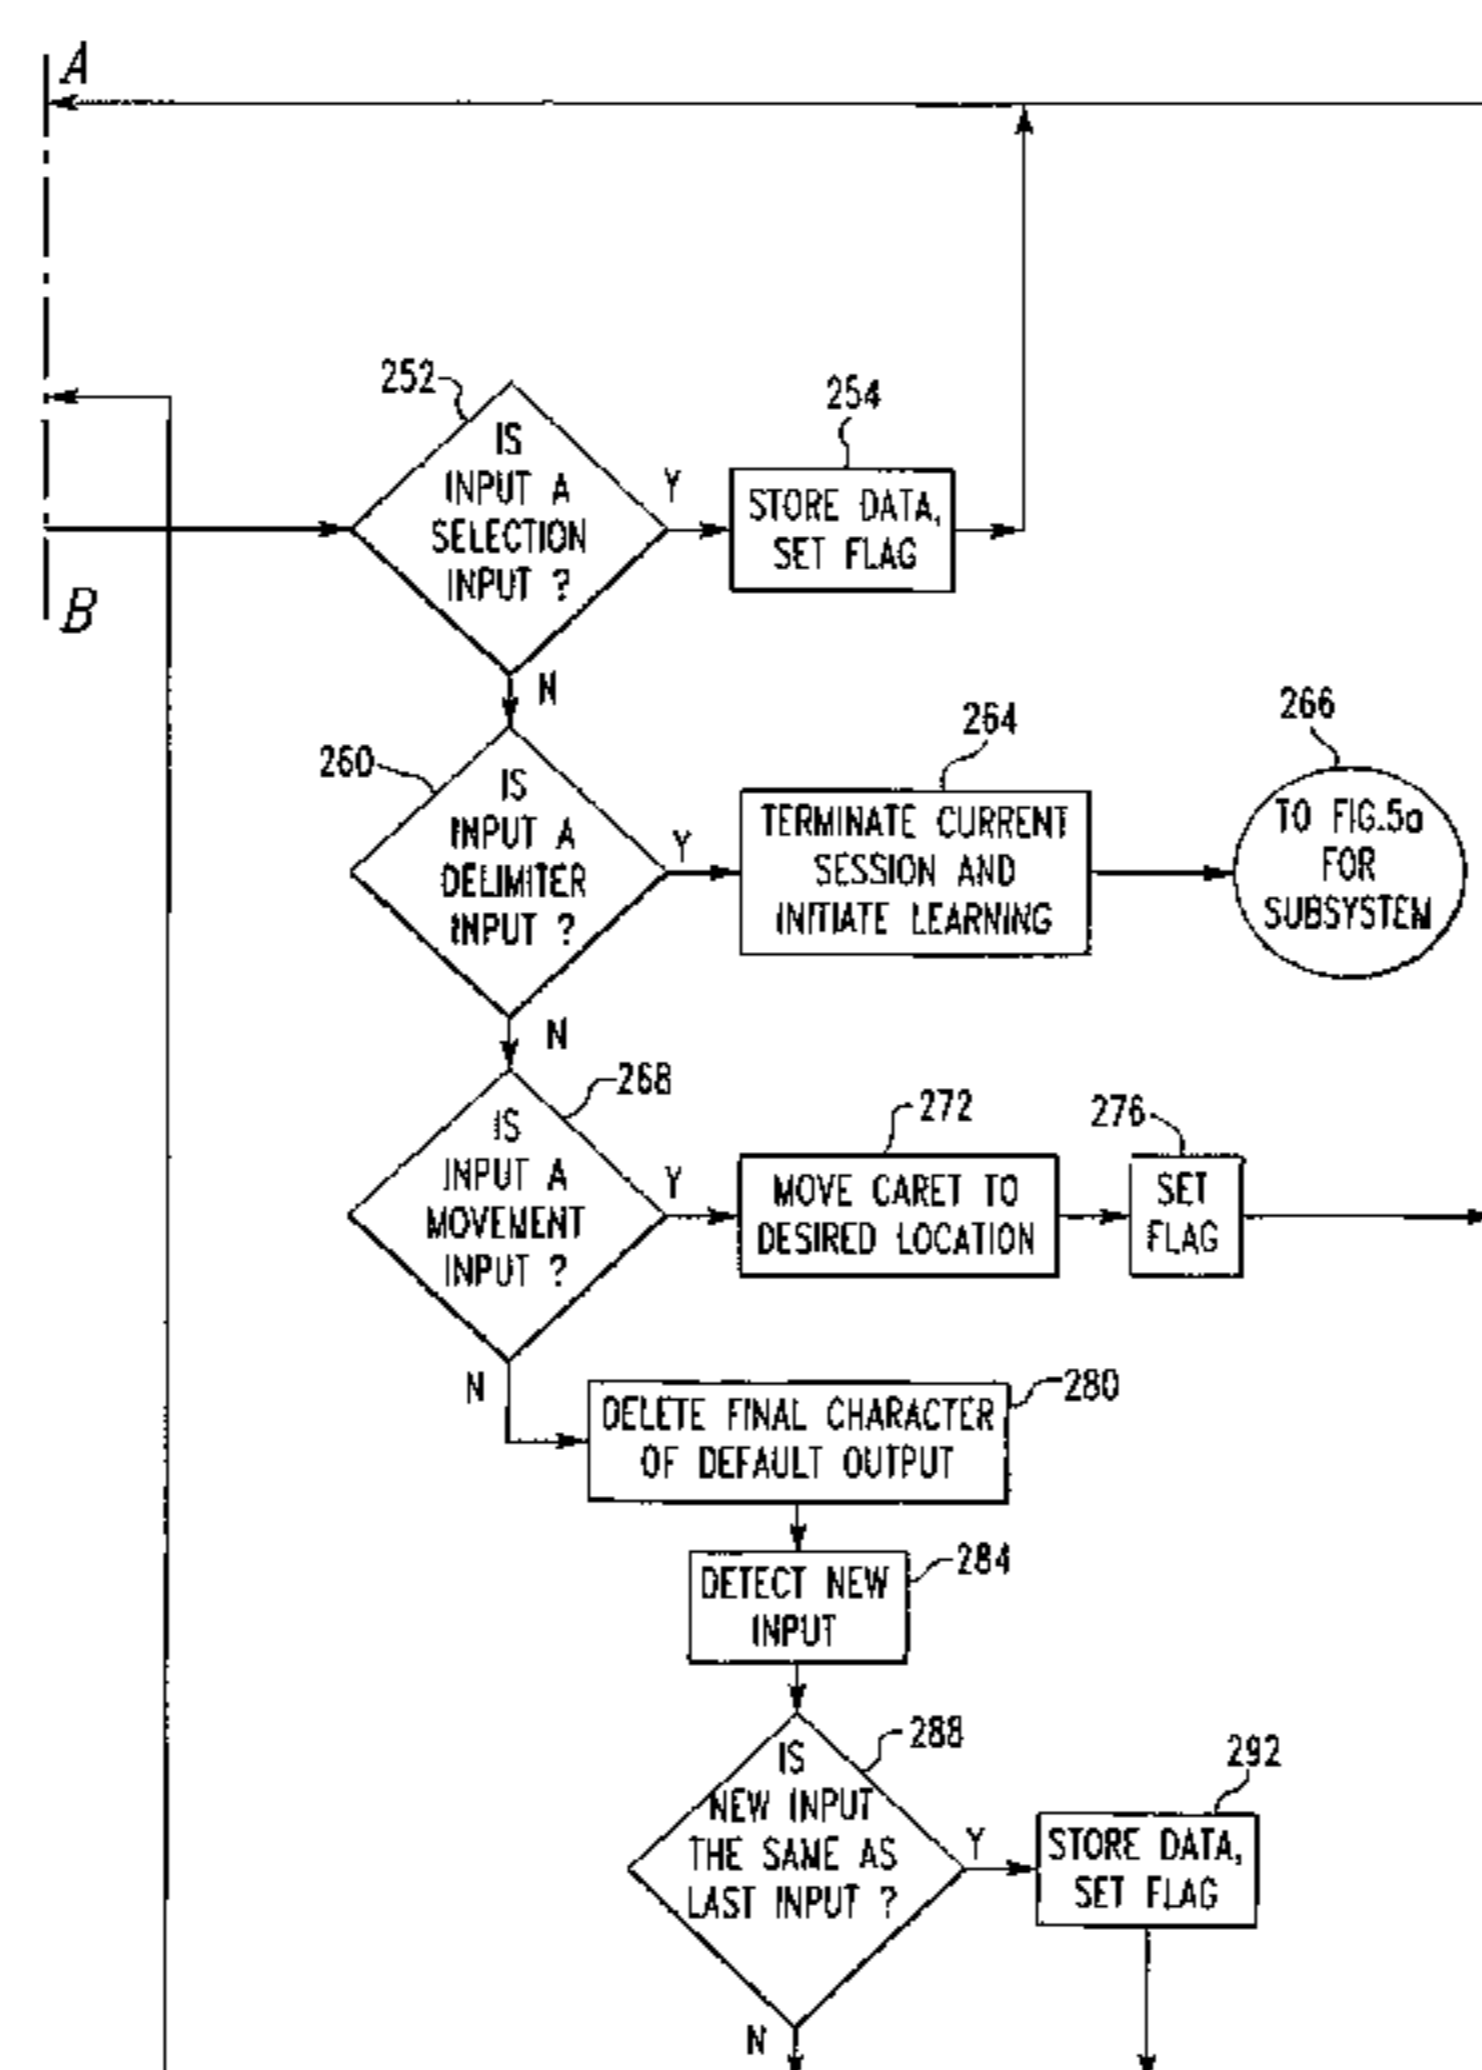 A
252
IS
INPUT A
SELECTION
INPUT ?
Y
254
STORE DATA,
SET FLAG
B
N
260
IS
INPUT A
DELIMITER
INPUT ?
Y
264
TERMINATE CURRENT
SESSION AND
INITIATE LEARNING
266
TO FIG.5a
FOR
SUBSYSTEM
N
268
IS
INPUT A
MOVEMENT
INPUT ?
Y
272
MOVE CARET TO
DESIRED LOCATION
276
SET
FLAG
N
280
DELETE FINAL CHARACTER
OF DEFAULT OUTPUT
284
DETECT NEW
INPUT
288
IS
NEW INPUT
THE SAME AS
LAST INPUT ?
Y
292
STORE DATA,
SET FLAG
N